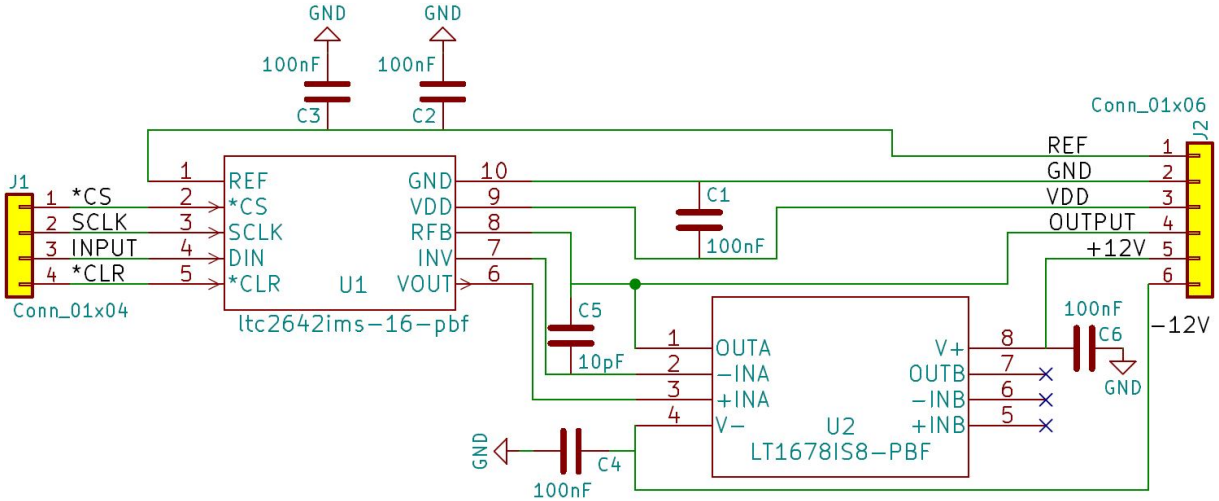 GND GND
100nF 100nF
C3 C2
Conn_01x06
J2
J1
1 *CS
2 SCLK
3 INPUT
4 *CLR
Conn_01x04
1 REF
2 *CS
3 SCLK
4 DIN
5 *CLR
GND 10
VDD 9
RFB 8
INV 7
VOUT 6
U1
ltc2642ims-16-pbf
C1
100nF
REF 1
GND 2
VDD 3
OUTPUT 4
+12V 5
6
-12V
C5
10pF
1 OUTA
2 -INA
3 +INA
4 V-
V+ 8
OUTB 7
-INB 6
+INB 5
U2
LT1678IS8-PBF
100nF
C6
GND
GND
C4
100nF